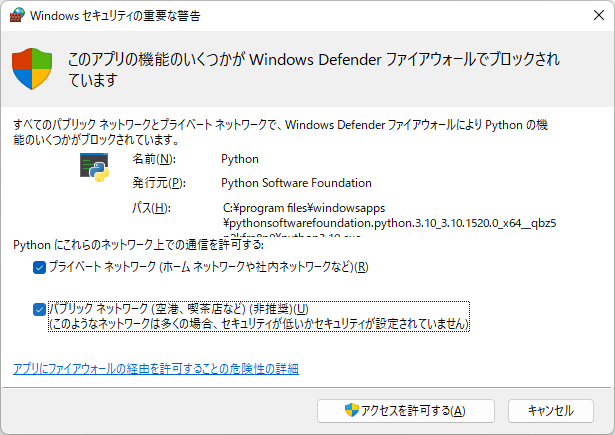 Windows セキュリティの重要な警告
このアプリの機能のいくつかが Windows Defender ファイアウォールでブロックされ
ています
すべてのパブリック ネットワークとプライベート ネットワークで、Windows Defender ファイアウォールにより Python の機
能のいくつかがブロックされています。
名前(N): Python
発行元(P): Python Software Foundation
パス(H): C:¥program files¥windowsapps
¥pythonsoftwarefoundation.python.3.10_3.10.1520.0_x64__qbz5
Python にこれらのネットワーク上での通信を許可する:
プライベート ネットワーク (ホーム ネットワークや社内ネットワークなど)(R)
パブリック ネットワーク (空港、喫茶店など) (非推奨)(U)
(このようなネットワークは多くの場合、セキュリティが低いかセキュリティが設定されていません)
アプリにファイアウォールの経由を許可することの危険性の詳細
アクセスを許可する(A) キャンセル